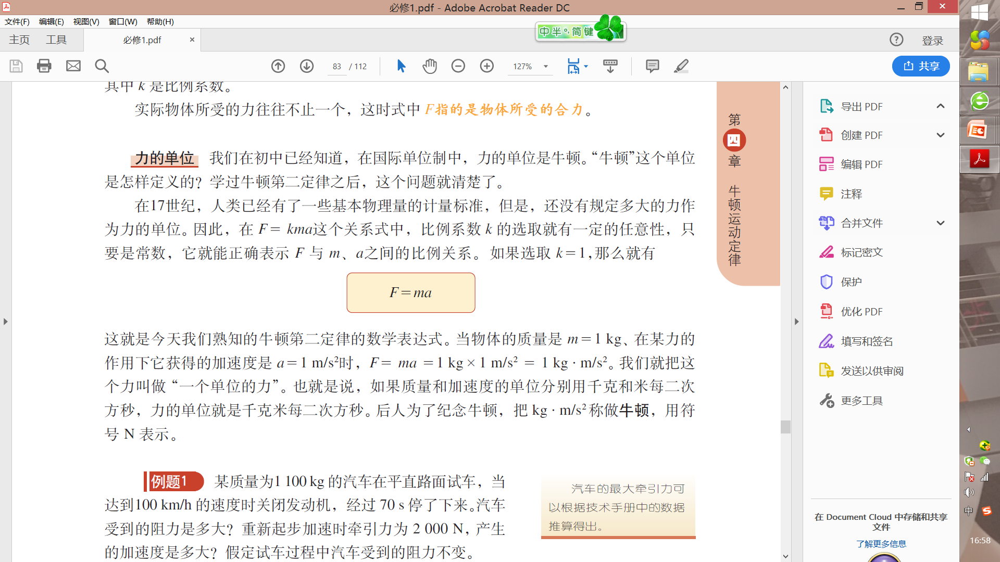 必修1.pdf - Adobe Acrobat Reader DC
文件(F) 编辑(E) 视图(V) 窗口(W) 帮助(H)
中 半 简 键
主页 工具 必修1.pdf × 登录
83 / 112 127% 共享
其中 k 是比例系数。
实际物体所受的力往往不止一个，这时式中 F指的是物体所受的合力。
力的单位 我们在初中已经知道，在国际单位制中，力的单位是牛顿。“牛顿”这个单位
是怎样定义的？学过牛顿第二定律之后，这个问题就清楚了。
在17世纪，人类已经有了一些基本物理量的计量标准，但是，还没有规定多大的力作
为力的单位。因此，在 F= kma这个关系式中，比例系数 k 的选取就有一定的任意性，只
要是常数，它就能正确表示 F 与 m、a之间的比例关系。如果选取 k=1,那么就有
F=ma
这就是今天我们熟知的牛顿第二定律的数学表达式。当物体的质量是 m=1 kg、在某力的
作用下它获得的加速度是 a=1 m/s²时，F= ma =1 kg×1 m/s² = 1 kg·m/s²。我们就把这
个力叫做“一个单位的力”。也就是说，如果质量和加速度的单位分别用千克和米每二次
方秒，力的单位就是千克米每二次方秒。后人为了纪念牛顿，把 kg·m/s²称做牛顿，用符
号 N 表示。
例题1 某质量为1 100 kg 的汽车在平直路面试车，当
达到100 km/h 的速度时关闭发动机，经过 70 s 停了下来。汽车
受到的阻力是多大？重新起步加速时牵引力为 2 000 N，产生
的加速度是多大？假定试车过程中汽车受到的阻力不变。
汽车的最大牵引力可
以根据技术手册中的数据
推算得出。
第四章 牛顿运动定律
导出 PDF
创建 PDF
编辑 PDF
注释
合并文件
标记密文
保护
优化 PDF
填写和签名
发送以供审阅
更多工具
在 Document Cloud 中存储和共享
文件
了解更多信息
中
16:58